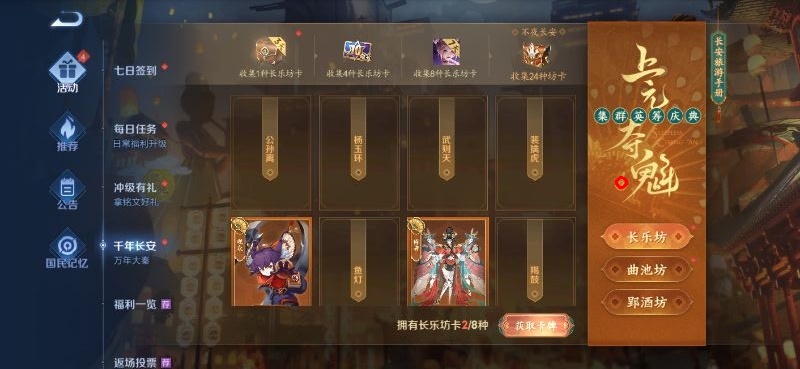 4
活动
推荐
公告
国民记忆
七日签到
每日任务
日常福利升级
冲级有礼
拿铭文好礼
千年长安
万年大秦
福利一览 荐
返场投票 荐
收集1种长乐坊卡
收集4种长乐坊卡
收集8种长乐坊卡
不夜长安
收集24种坊卡
公孙离
杨玉环
武则天
裴擒虎
鱼灯
羯鼓
拥有长乐坊卡2/8种
获取卡牌
上元夺魁
集群英筹庆典
长乐坊
曲池坊
郢酒坊
长安旅游手册